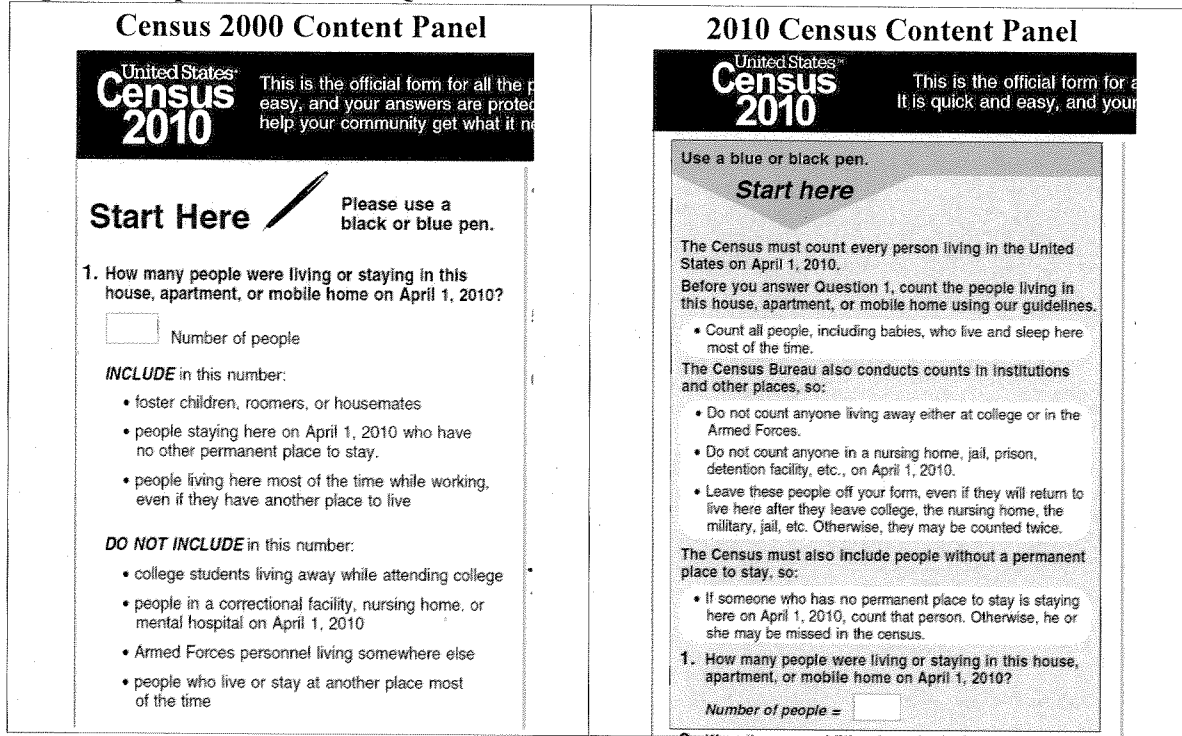 Census 2000 Content Panel
United States™
Census
2010
This is the official form for all the
easy, and your answers are
help your community get what it
Start Here
Please use a
black or blue pen.
1. How many people were living or staying in this
house, apartment, or mobile home on April 1, 2010?
Number of people
INCLUDE in this number:
• foster children, roomers, or housemates
• people staying here on April 1, 2010 who have
no other permanent place to stay.
• people living here most of the time while working,
even if they have another place to live
DO NOT INCLUDE in this number:
• college students living away while attending college
• people in a correctional facility, nursing home, or
mental hospital on April 1, 2010
• Armed Forces personnel living somewhere else
• people who live or stay at another place most
of the time
2010 Census Content Panel
United States™
Census
2010
This is the official form for
It is quick and easy, and your
Use a blue or black pen.
Start here
The Census must count every person living in the United
States on April 1, 2010.
Before you answer Question 1, count the people living in
this house, apartment, or mobile home using our guidelines.
• Count all people, including babies, who live and sleep here
most of the time.
The Census Bureau also conducts counts in institutions
and other places, so:
• Do not count anyone living away either at college or in the
Armed Forces.
• Do not count anyone in a nursing home, jail, prison,
detention facility, etc., on April 1, 2010.
• Leave these people off your form, even if they will return to
live here after they leave college, the nursing home, the
military, jail, etc. Otherwise, they may be counted twice.
The Census must also include people without a permanent
place to stay, so:
• If someone who has no permanent place to stay is staying
here on April 1, 2010, count that person. Otherwise, he or
she may be missed in the census.
1. How many people were living or staying in this house,
apartment, or mobile home on April 1, 2010?
Number of people =